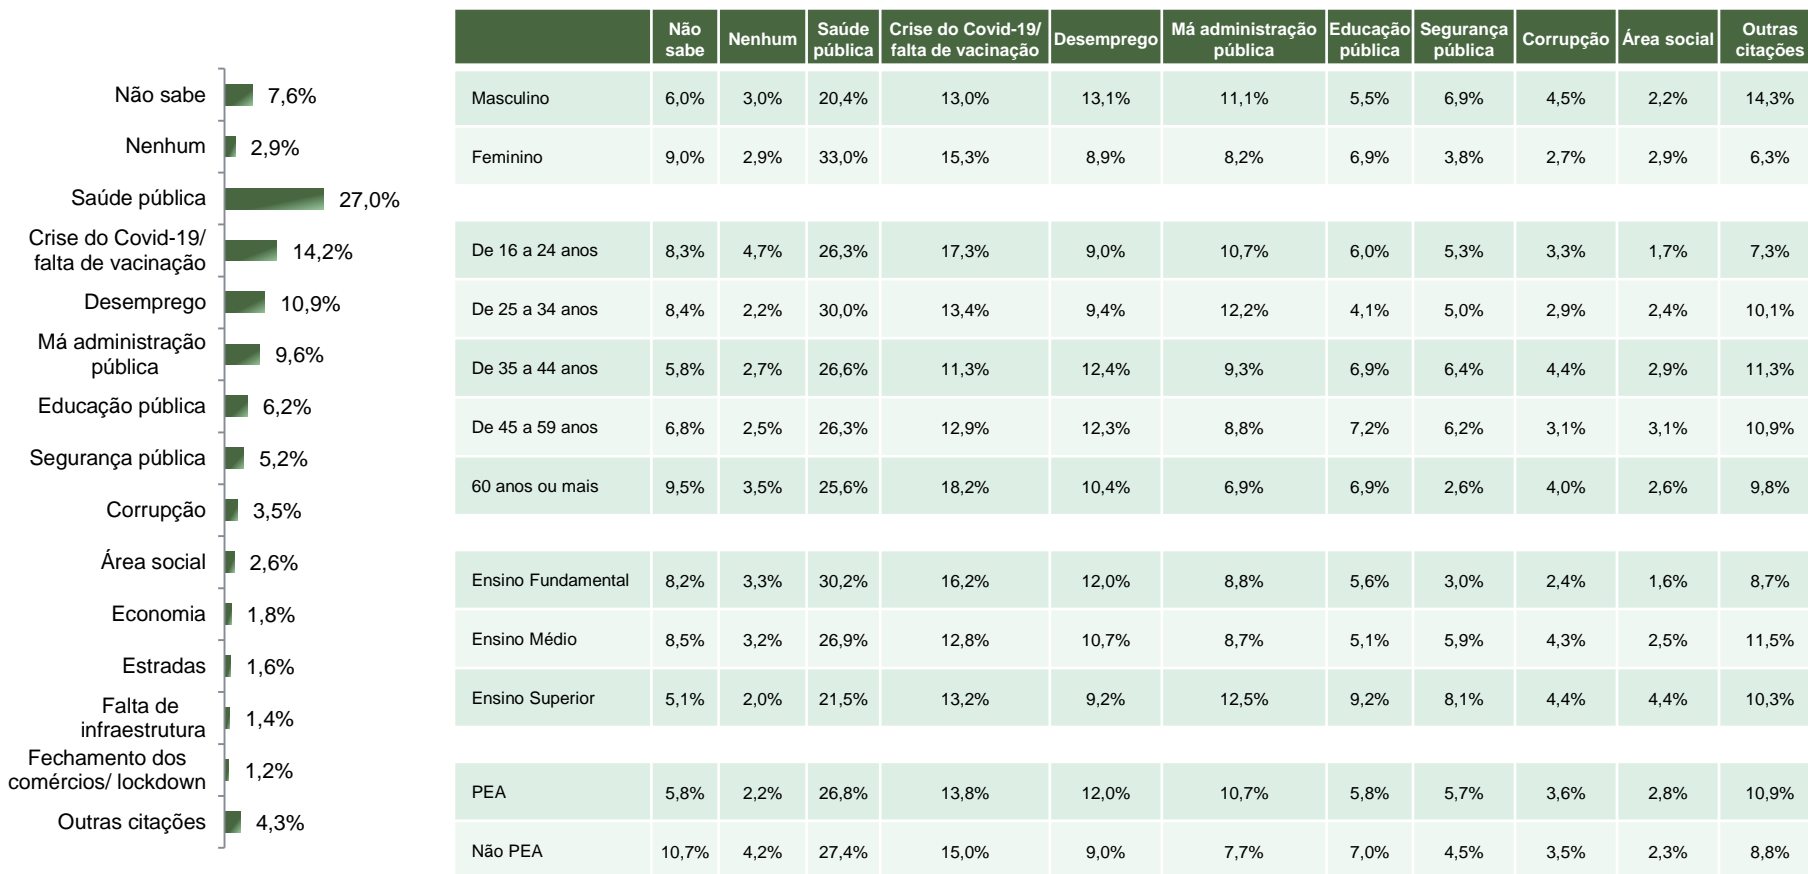 Não sabe 7,6%
Nenhum 2,9%
Saúde pública 27,0%
Crise do Covid-19/
falta de vacinação 14,2%
Desemprego 10,9%
Má administração
pública 9,6%
Educação pública 6,2%
Segurança pública 5,2%
Corrupção 3,5%
Área social 2,6%
Economia 1,8%
Estradas 1,6%
Falta de
infraestrutura 1,4%
Fechamento dos
comércios/ lockdown 1,2%
Outras citações 4,3%
Não sabe Nenhum Saúde pública Crise do Covid-19/ falta de vacinação Desemprego Má administração pública Educação pública Segurança pública Corrupção Área social Outras citações
Masculino 6,0% 3,0% 20,4% 13,0% 13,1% 11,1% 5,5% 6,9% 4,5% 2,2% 14,3%
Feminino 9,0% 2,9% 33,0% 15,3% 8,9% 8,2% 6,9% 3,8% 2,7% 2,9% 6,3%
De 16 a 24 anos 8,3% 4,7% 26,3% 17,3% 9,0% 10,7% 6,0% 5,3% 3,3% 1,7% 7,3%
De 25 a 34 anos 8,4% 2,2% 30,0% 13,4% 9,4% 12,2% 4,1% 5,0% 2,9% 2,4% 10,1%
De 35 a 44 anos 5,8% 2,7% 26,6% 11,3% 12,4% 9,3% 6,9% 6,4% 4,4% 2,9% 11,3%
De 45 a 59 anos 6,8% 2,5% 26,3% 12,9% 12,3% 8,8% 7,2% 6,2% 3,1% 3,1% 10,9%
60 anos ou mais 9,5% 3,5% 25,6% 18,2% 10,4% 6,9% 6,9% 2,6% 4,0% 2,6% 9,8%
Ensino Fundamental 8,2% 3,3% 30,2% 16,2% 12,0% 8,8% 5,6% 3,0% 2,4% 1,6% 8,7%
Ensino Médio 8,5% 3,2% 26,9% 12,8% 10,7% 8,7% 5,1% 5,9% 4,3% 2,5% 11,5%
Ensino Superior 5,1% 2,0% 21,5% 13,2% 9,2% 12,5% 9,2% 8,1% 4,4% 4,4% 10,3%
PEA 5,8% 2,2% 26,8% 13,8% 12,0% 10,7% 5,8% 5,7% 3,6% 2,8% 10,9%
Não PEA 10,7% 4,2% 27,4% 15,0% 9,0% 7,7% 7,0% 4,5% 3,5% 2,3% 8,8%